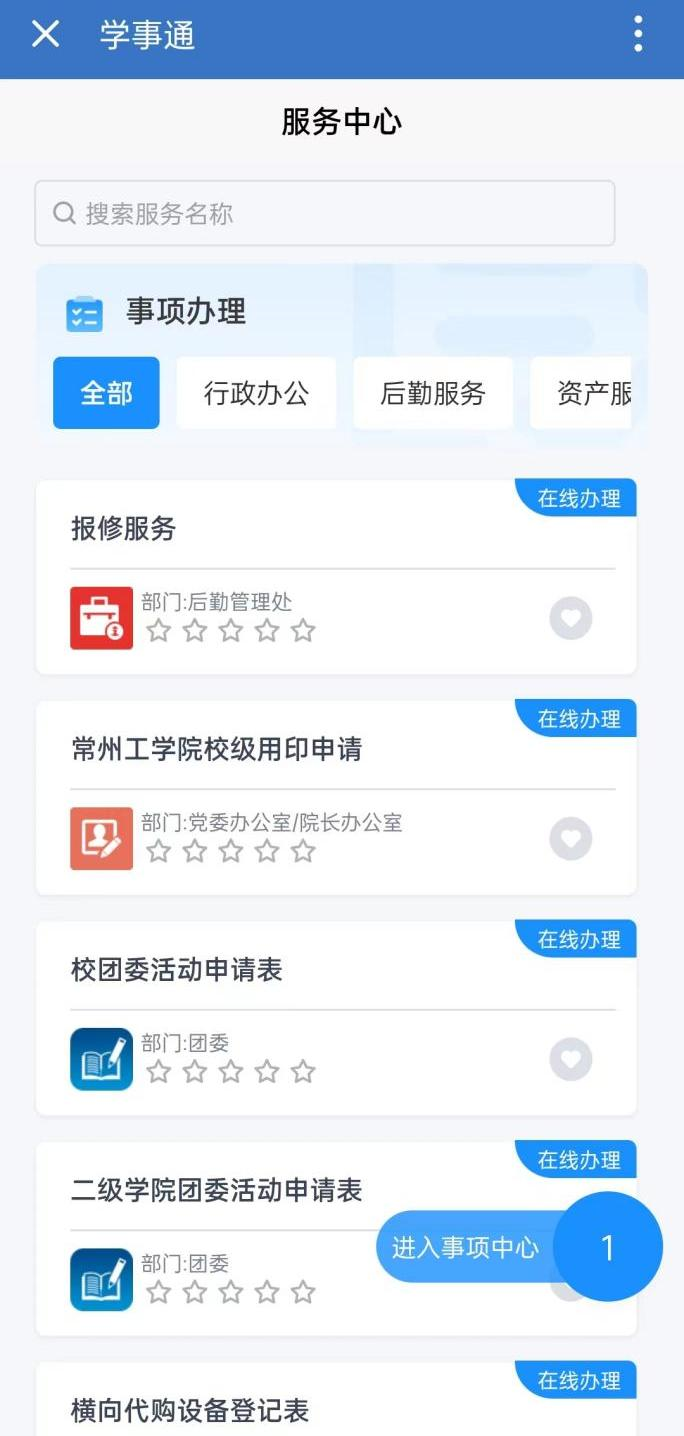 学事通
服务中心
搜索服务名称
事项办理
全部
行政办公
后勤服务
资产服
在线办理
报修服务
部门:后勤管理处
在线办理
常州工学院校级用印申请
部门:党委办公室/院长办公室
在线办理
校团委活动申请表
部门:团委
在线办理
二级学院团委活动申请表
进入事项中心
1
部门:团委
在线办理
横向代购设备登记表